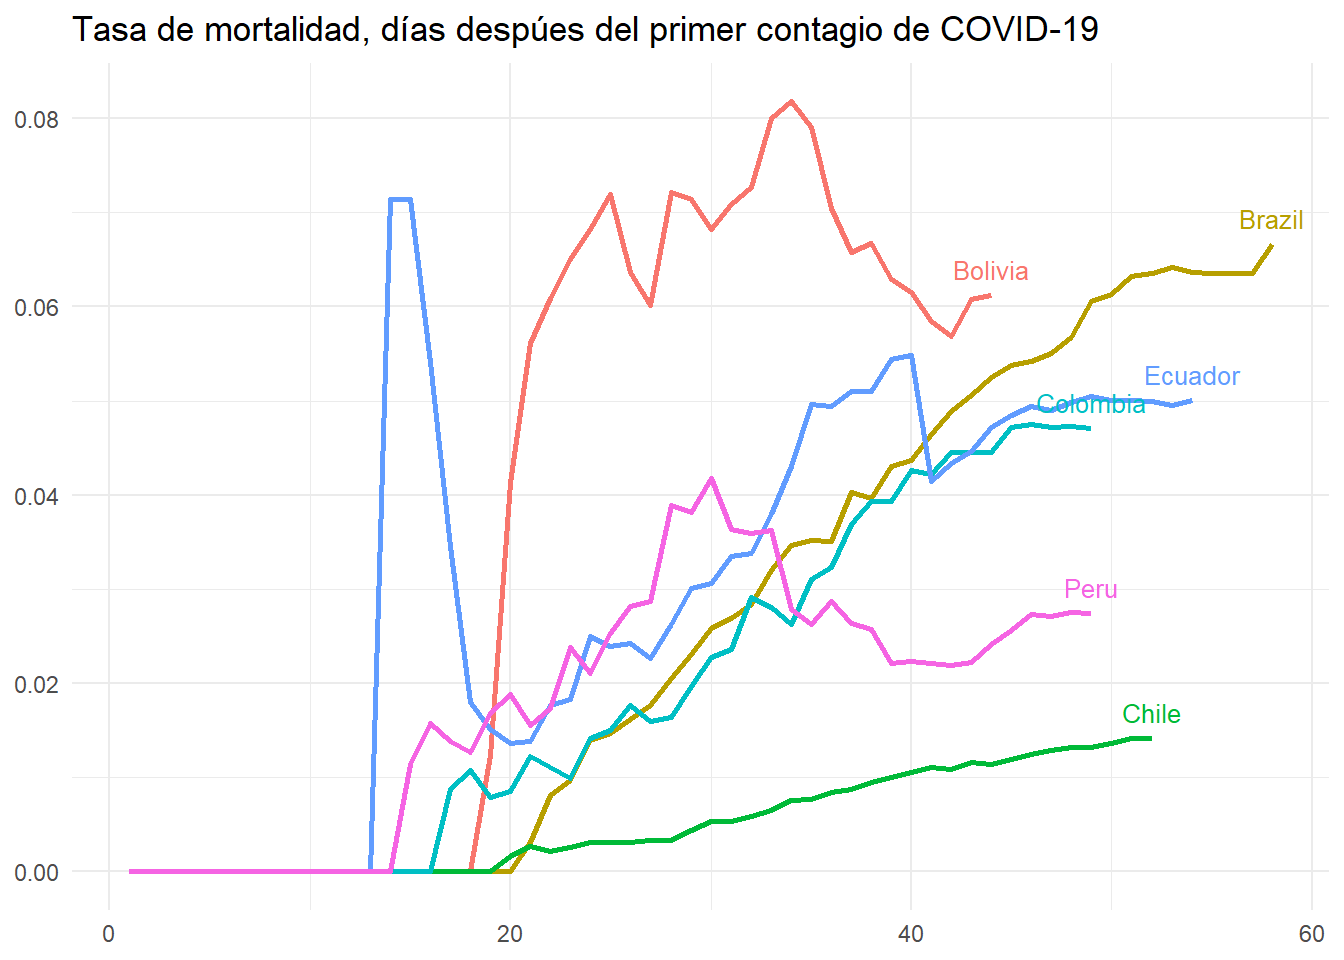 Tasa de mortalidad, días despúes del primer contagio de COVID-19
0.08
Brazil
Bolivia
0.06
Ecuador
Colombia
0.04
Peru
0.02
Chile
0.00
0
20
40
60